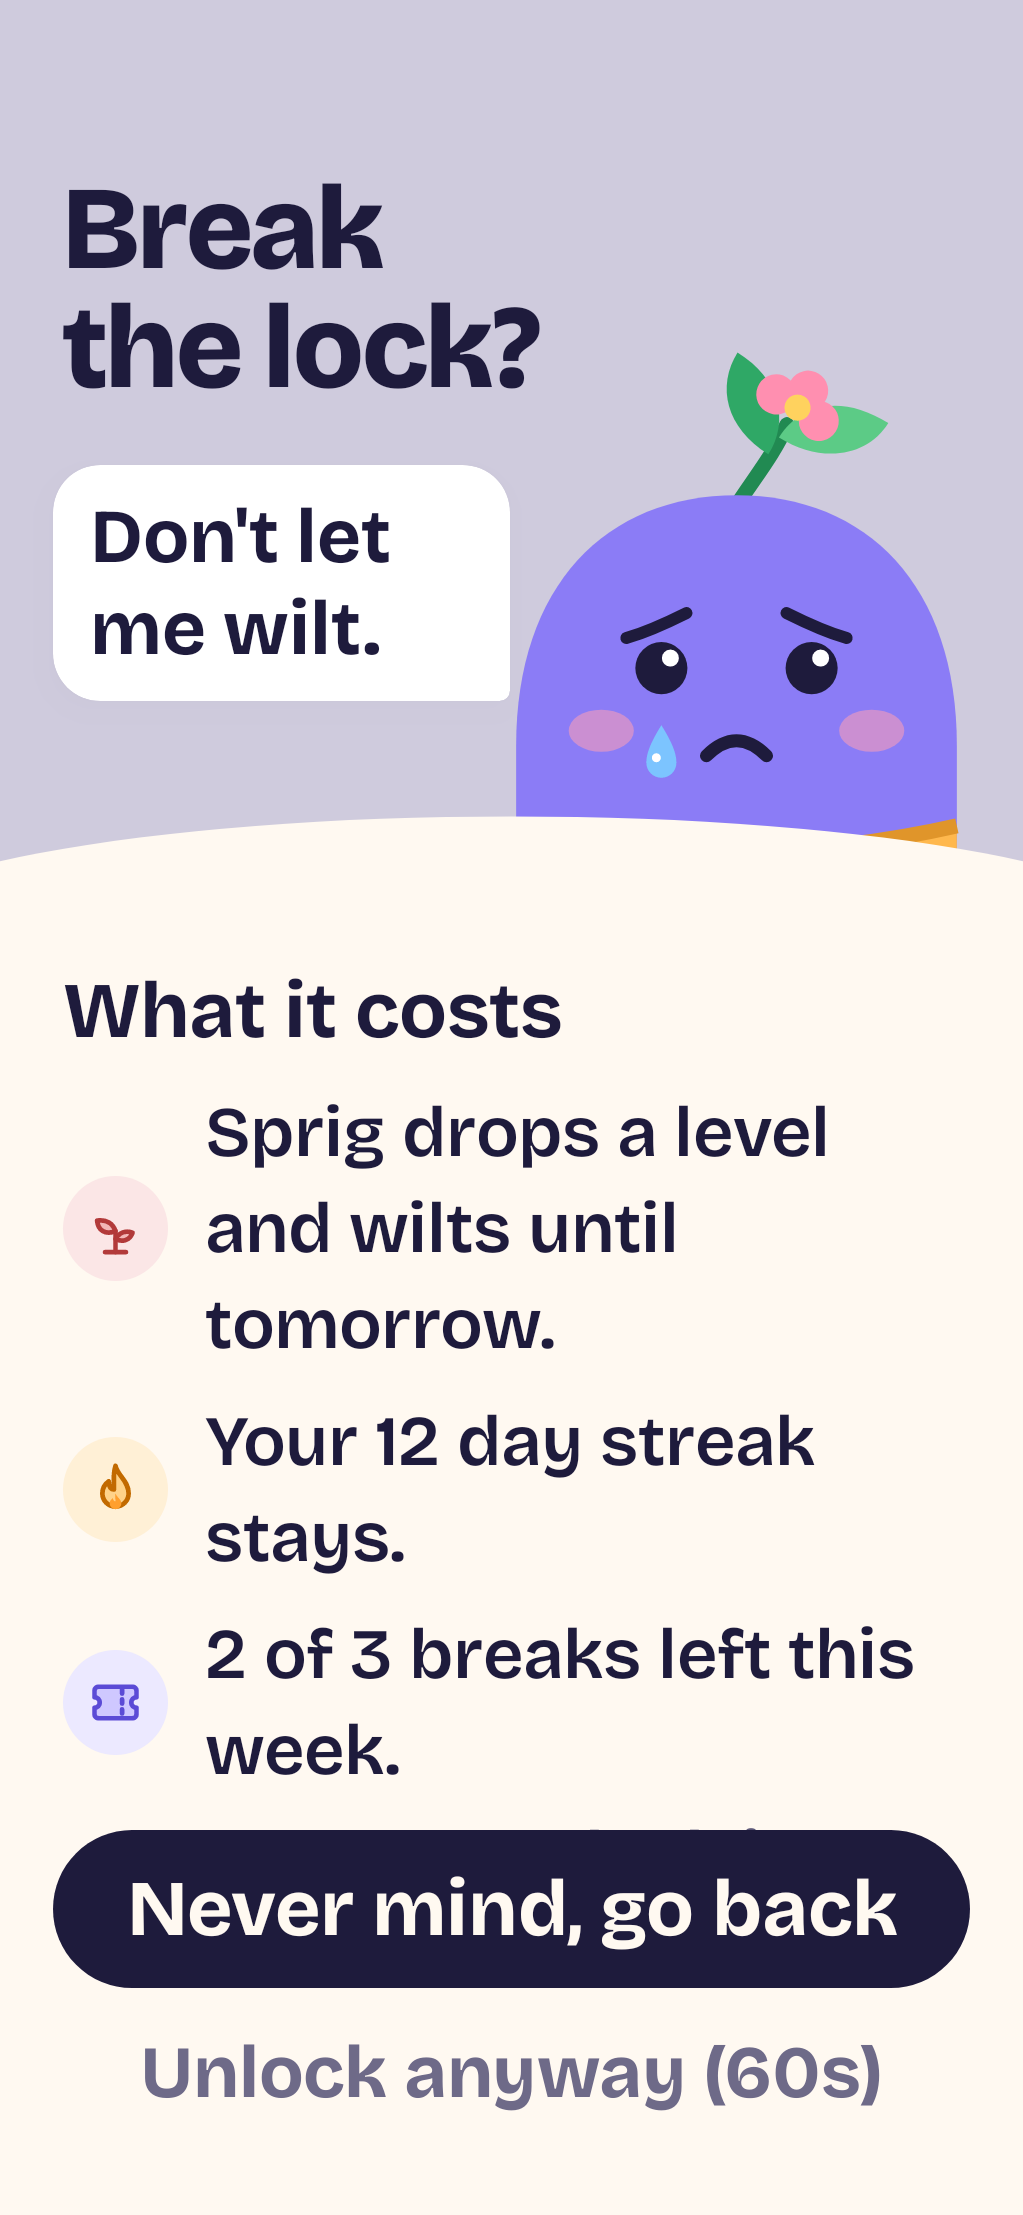 Break
the lock?
Don't let
me wilt.
What it costs
Sprig drops a level
and wilts until
tomorrow.
Your 12 day streak
stays.
2 of 3 breaks left this
week.
Never mind, go back
Unlock anyway (60s)